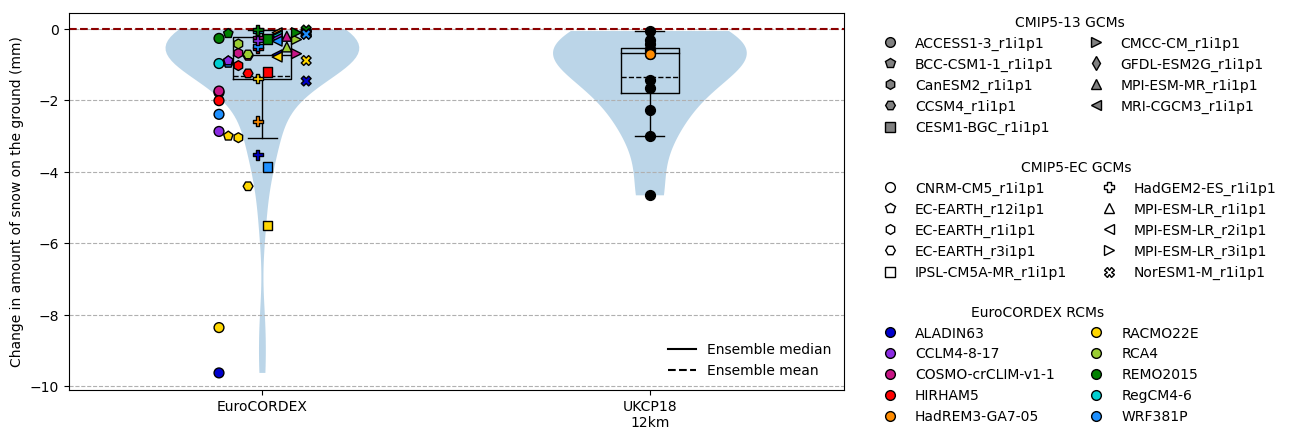 Change in amount of snow on the ground (mm)
0
−2
−4
−6
−8
−10
EuroCORDEX
UKCP18
12km
Ensemble median
Ensemble mean
CMIP5-13 GCMs
ACCESS1-3_r1i1p1
BCC-CSM1-1_r1i1p1
CanESM2_r1i1p1
CCSM4_r1i1p1
CESM1-BGC_r1i1p1
CMCC-CM_r1i1p1
GFDL-ESM2G_r1i1p1
MPI-ESM-MR_r1i1p1
MRI-CGCM3_r1i1p1
CMIP5-EC GCMs
CNRM-CM5_r1i1p1
EC-EARTH_r12i1p1
EC-EARTH_r1i1p1
EC-EARTH_r3i1p1
IPSL-CM5A-MR_r1i1p1
HadGEM2-ES_r1i1p1
MPI-ESM-LR_r1i1p1
MPI-ESM-LR_r2i1p1
MPI-ESM-LR_r3i1p1
NorESM1-M_r1i1p1
EuroCORDEX RCMs
ALADIN63
CCLM4-8-17
COSMO-crCLIM-v1-1
HIRHAM5
HadREM3-GA7-05
RACMO22E
RCA4
REMO2015
RegCM4-6
WRF381P